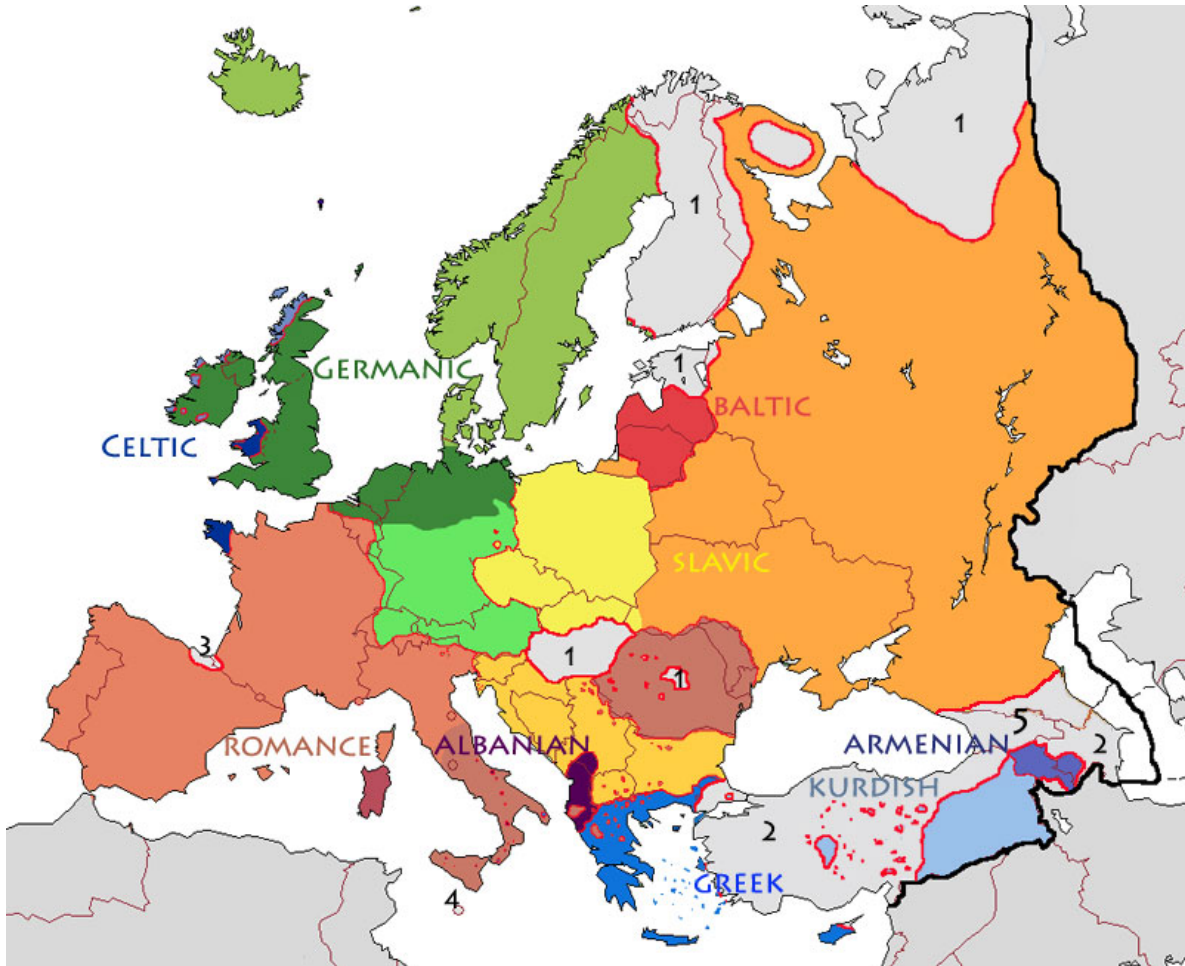 1
1
GERMANIC
1
BALTIC
CELTIC
SLAVIC
3
1
1
ROMANCE
ALBANIAN
5
ARMENIAN
2
KURDISH
2
GREEK
4